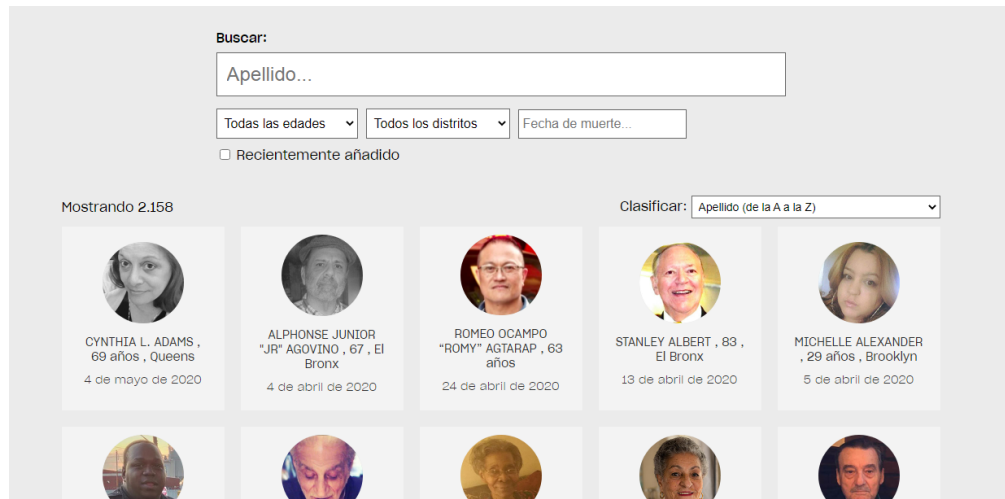 Buscar:
Apellido...
Todas las edades Todos los distritos Fecha de muerte...
Recientemente añadido
Mostrando 2.158 Clasificar: Apellido (de la A a la Z)
CYNTHIA L. ADAMS ,
69 años , Queens
4 de mayo de 2020
ALPHONSE JUNIOR
"JR" AGOVINO , 67 , El
Bronx
4 de abril de 2020
ROMEO OCAMPO
“ROMY” AGTARAP , 63
años
24 de abril de 2020
STANLEY ALBERT , 83 ,
El Bronx
13 de abril de 2020
MICHELLE ALEXANDER
, 29 años , Brooklyn
5 de abril de 2020